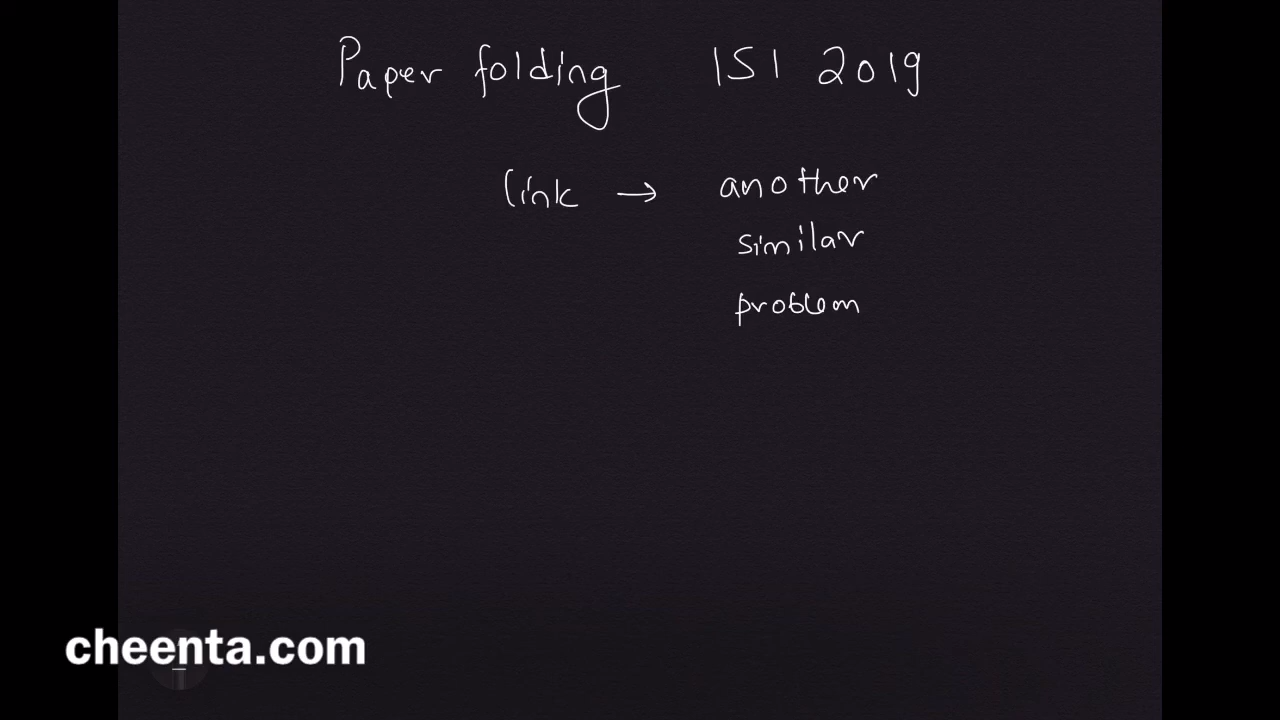 Paper folding ISI 2019
link → another
similar
problem
cheenta.com